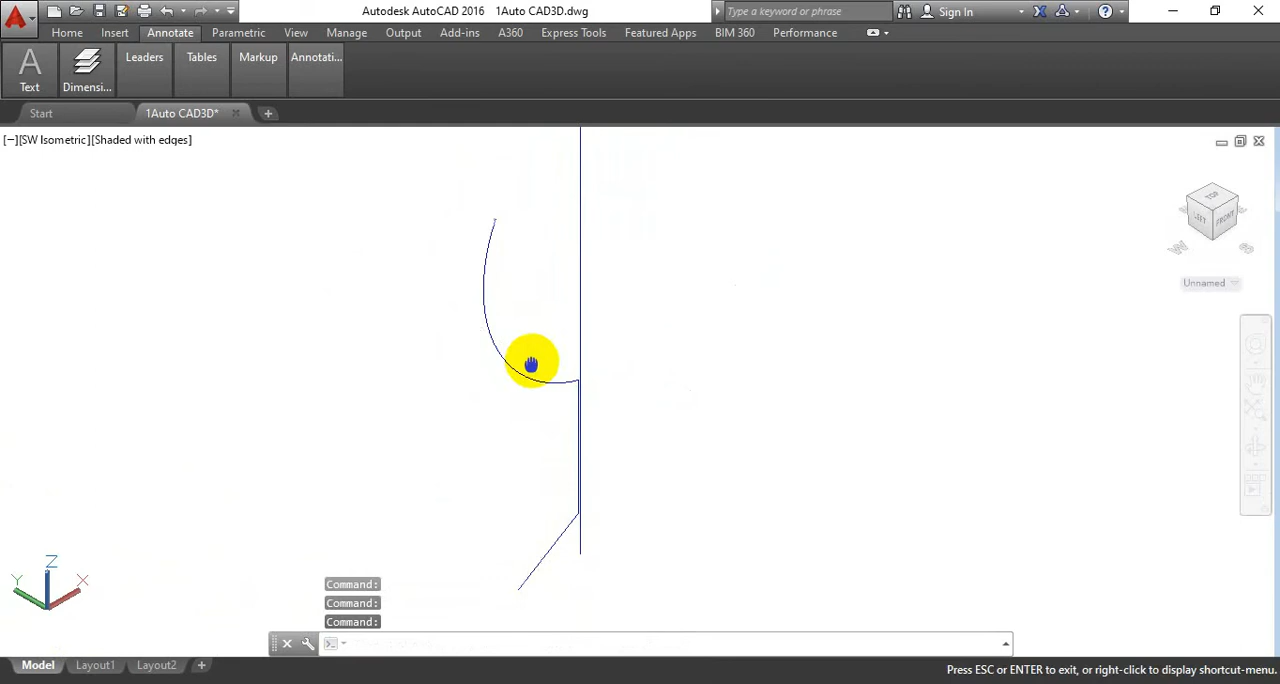 Autodesk AutoCAD 2016 1Auto CAD3D.dwg
Type a keyword or phrase
Sign In
Home Insert Annotate Parametric View Manage Output Add-ins A360 Express Tools Featured Apps BIM 360 Performance
A
Text Dimensi... Leaders Tables Markup Annotati...
Start 1Auto CAD3D*
[−][SW Isometric][Shaded with edges]
TOP
LEFT FRONT
W
Unnamed
Z
Y X
Command:
Command:
Command:
Model Layout1 Layout2
Press ESC or ENTER to exit, or right-click to display shortcut-menu.